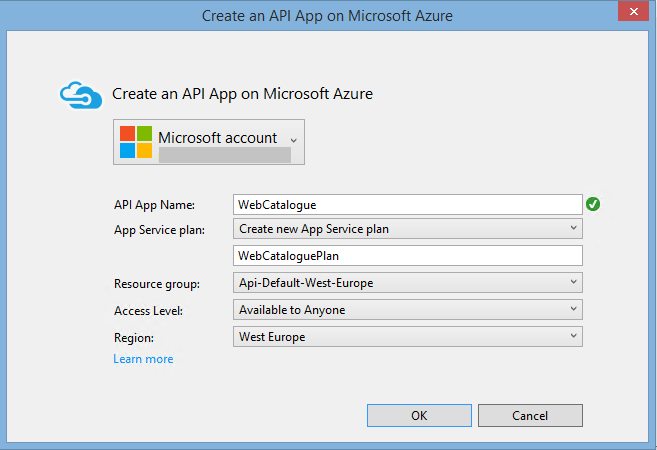 Create an API App on Microsoft Azure
Create an API App on Microsoft Azure
Microsoft account
API App Name: WebCatalogue
App Service plan: Create new App Service plan
WebCataloguePlan
Resource group: Api-Default-West-Europe
Access Level: Available to Anyone
Region: West Europe
Learn more
OK Cancel